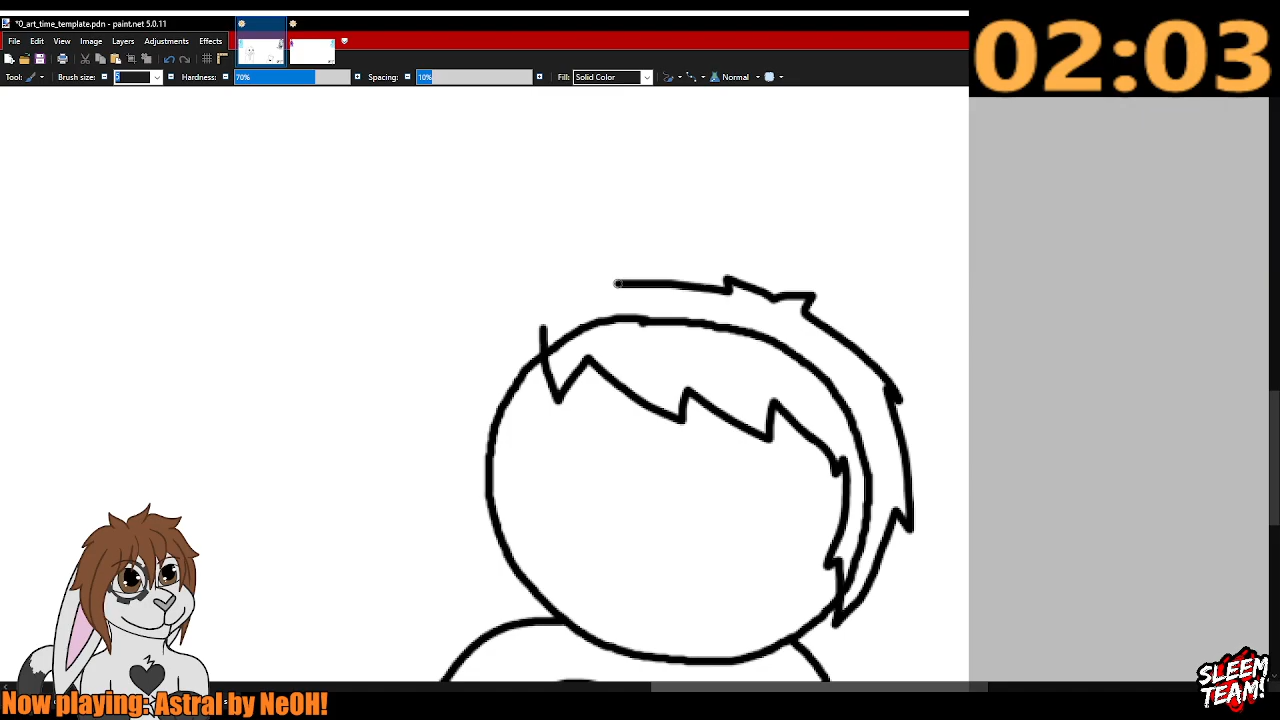 *0_art_time_template.pdn - paint.net 5.0.11
02:03
File Edit View Image Layers Adjustments Effects
Tool: Brush size: 5 Hardness: 70% Spacing: 10% Fill: Solid Color Normal
SLEEM TEAM!
Now playing: Astral by NeOH!